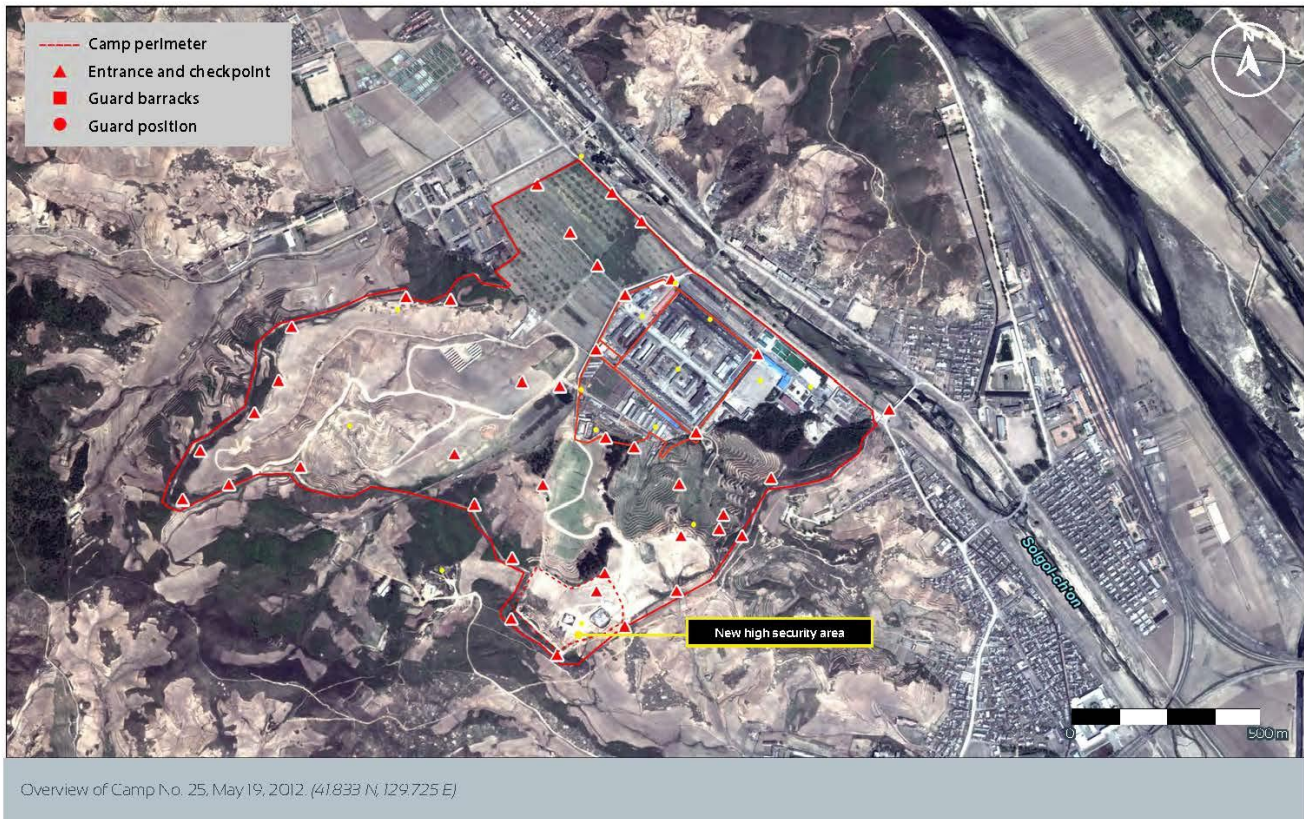 Camp perimeter
Entrance and checkpoint
Guard barracks
Guard position
N
New high security area
Solgol-ch'on
0 500 m
Overview of Camp No. 25, May 19, 2012. (41.833 N, 129.725 E)